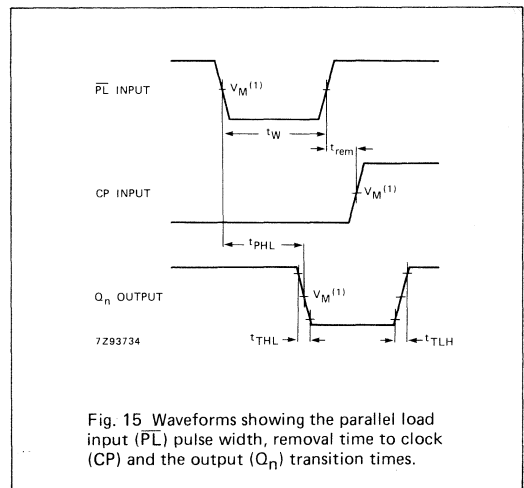 PL INPUT
VM(1)
tW
trem
CP INPUT
VM(1)
tPHL
Qn OUTPUT
VM(1)
7Z93734
tTHL
tTLH
Fig. 15 Waveforms showing the parallel load
input (PL) pulse width, removal time to clock
(CP) and the output (Qn) transition times.